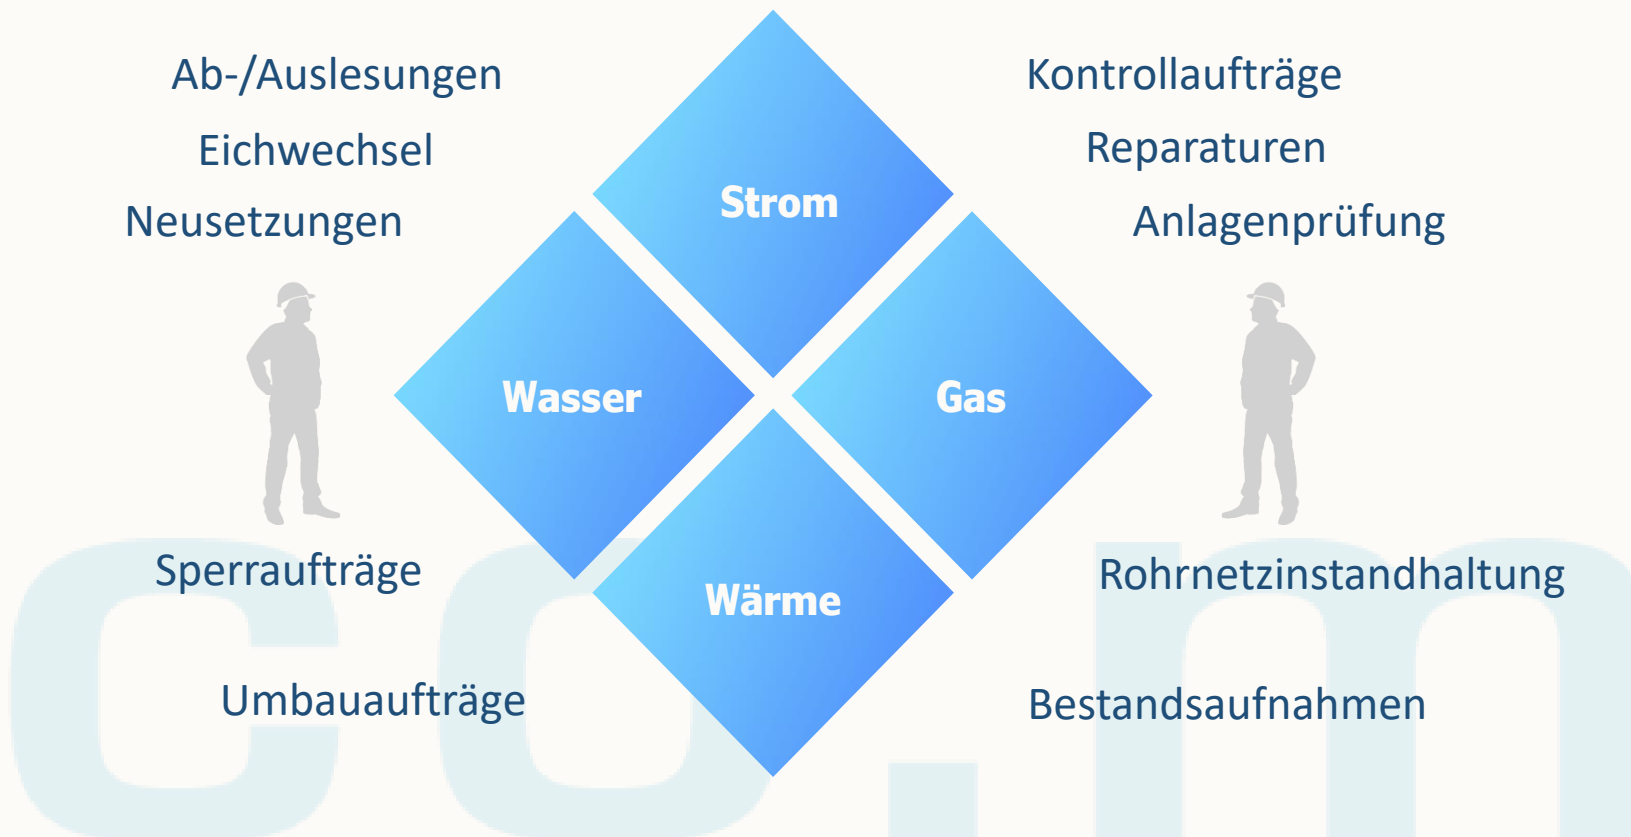 Ab-/Auslesungen
Eichwechsel
Neusetzungen
Kontrollaufträge
Reparaturen
Anlagenprüfung
Strom
Wasser
Gas
Wärme
Sperraufträge
Umbauaufträge
Rohrnetzinstandhaltung
Bestandsaufnahmen
co.m